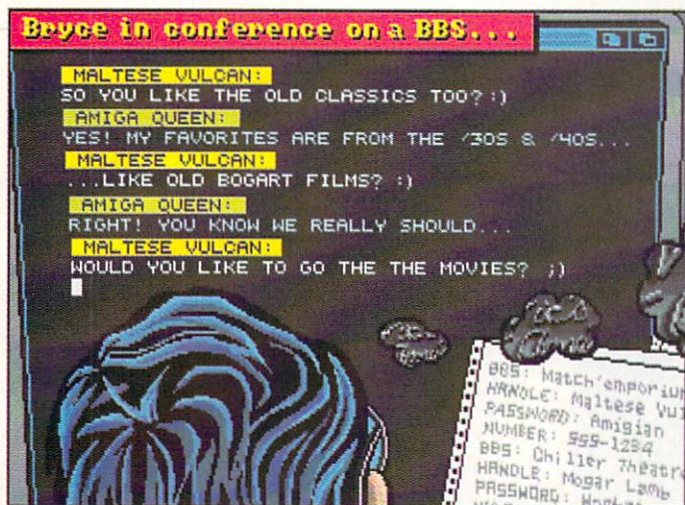 Bryce in conference on a BBS...
MALTESE VULCAN:
SO YOU LIKE THE OLD CLASSICS TOO? :)
AMIGA QUEEN:
YES! MY FAVORITES ARE FROM THE '30S & '40S...
MALTESE VULCAN:
...LIKE OLD BOGART FILMS? :)
AMIGA QUEEN:
RIGHT! YOU KNOW WE REALLY SHOULD...
MALTESE VULCAN:
WOULD YOU LIKE TO GO THE THE MOVIES? ;)
BBS: Match'emporium
HANDLE: Maltese Vul
PASSWORD: Amigian
NUMBER: 555-1234
BBS: Chiller Theatre
HANDLE: Mogar Lamb
PASSWORD: